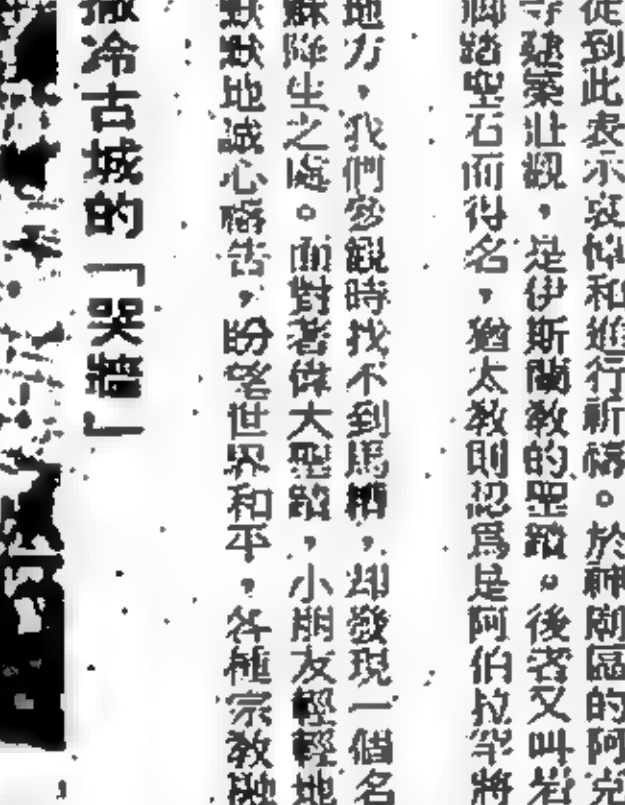 徒到此表示哀悼和進行祈禱。於神廟區的阿克
寺建築壯觀，是伊斯蘭教的聖蹟。後者又叫岩
腳踏聖石而得名，猶太教則認爲是阿伯拉罕將
地方，我們參觀時找不到馬槽，却發現一個名
穌降生之處。面對著偉大聖蹟，小朋友輕輕地
默默地誠心禱告，盼望世界和平，各種宗教融
撒冷古城的「哭牆」